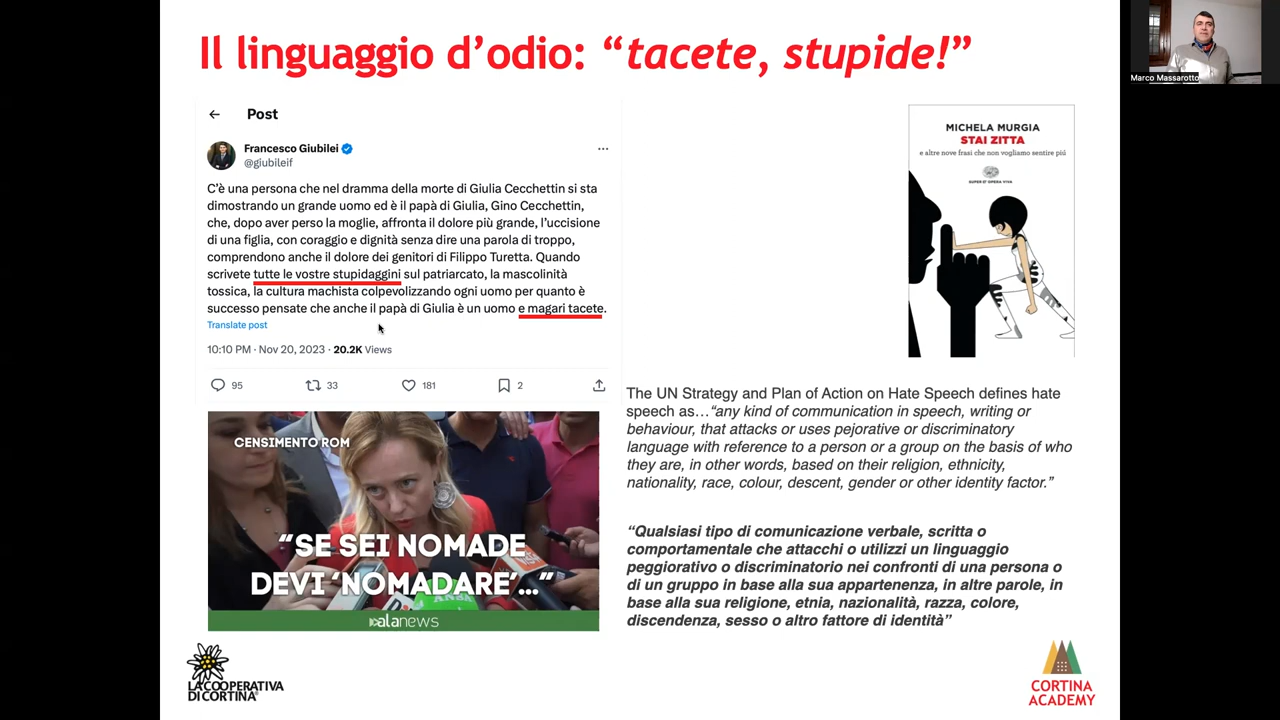 Il linguaggio d’odio: “tacete, stupide!”
Marco Massarotto
Post
Francesco Giubilei
@giubileif
C’è una persona che nel dramma della morte di Giulia Cecchettin si sta
dimostrando un grande uomo ed è il papà di Giulia, Gino Cecchettin,
che, dopo aver perso la moglie, affronta il dolore più grande, l’uccisione
di una figlia, con coraggio e dignità senza dire una parola di troppo,
comprendono anche il dolore dei genitori di Filippo Turetta. Quando
scrivete tutte le vostre stupidaggini sul patriarcato, la mascolinità
tossica, la cultura machista colpevolizzando ogni uomo per quanto è
successo pensate che anche il papà di Giulia è un uomo e magari tacete.
Translate post
10:10 PM · Nov 20, 2023 · 20.2K Views
95 33 181 2
MICHELA MURGIA
STAI ZITTA
e altre nove frasi che non vogliamo sentire più
SUPER ET OPERA VIVA
The UN Strategy and Plan of Action on Hate Speech defines hate
speech as…“any kind of communication in speech, writing or
behaviour, that attacks or uses pejorative or discriminatory
language with reference to a person or a group on the basis of who
they are, in other words, based on their religion, ethnicity,
nationality, race, colour, descent, gender or other identity factor.”
CENSIMENTO ROM
“SE SEI NOMADE
DEVI ‘NOMADARE’...”
alanews
“Qualsiasi tipo di comunicazione verbale, scritta o
comportamentale che attacchi o utilizzi un linguaggio
peggiorativo o discriminatorio nei confronti di una persona o
di un gruppo in base alla sua appartenenza, in altre parole, in
base alla sua religione, etnia, nazionalità, razza, colore,
discendenza, sesso o altro fattore di identità”
LA COOPERATIVA
DI CORTINA
CORTINA
ACADEMY